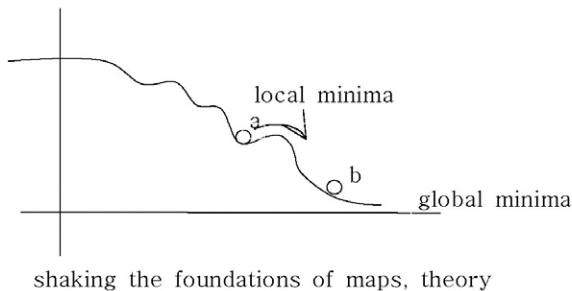 local minima
a
b
global minima
shaking the foundations of maps, theory